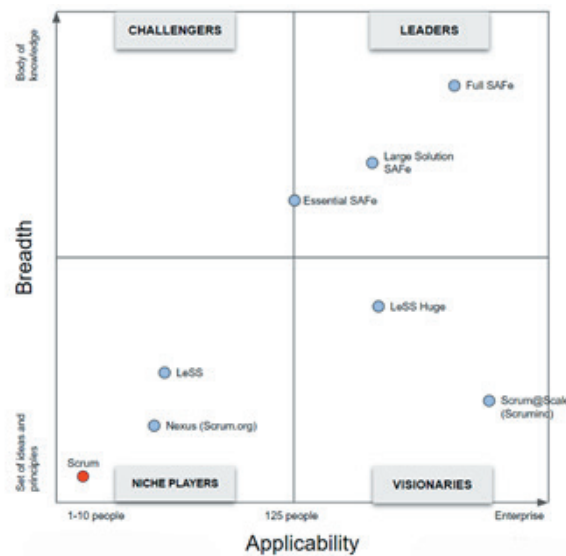 CHALLENGERS
LEADERS
Body of
knowledge
Full SAFe
Large Solution
SAFe
Essential SAFe
Breadth
LeSS Huge
LeSS
Scrum@Scale
(ScrumInc)
Nexus (Scrum.org)
Set of ideas and
principles
Scrum
NICHE PLAYERS
VISIONARIES
1-10 people
125 people
Enterprise
Applicability